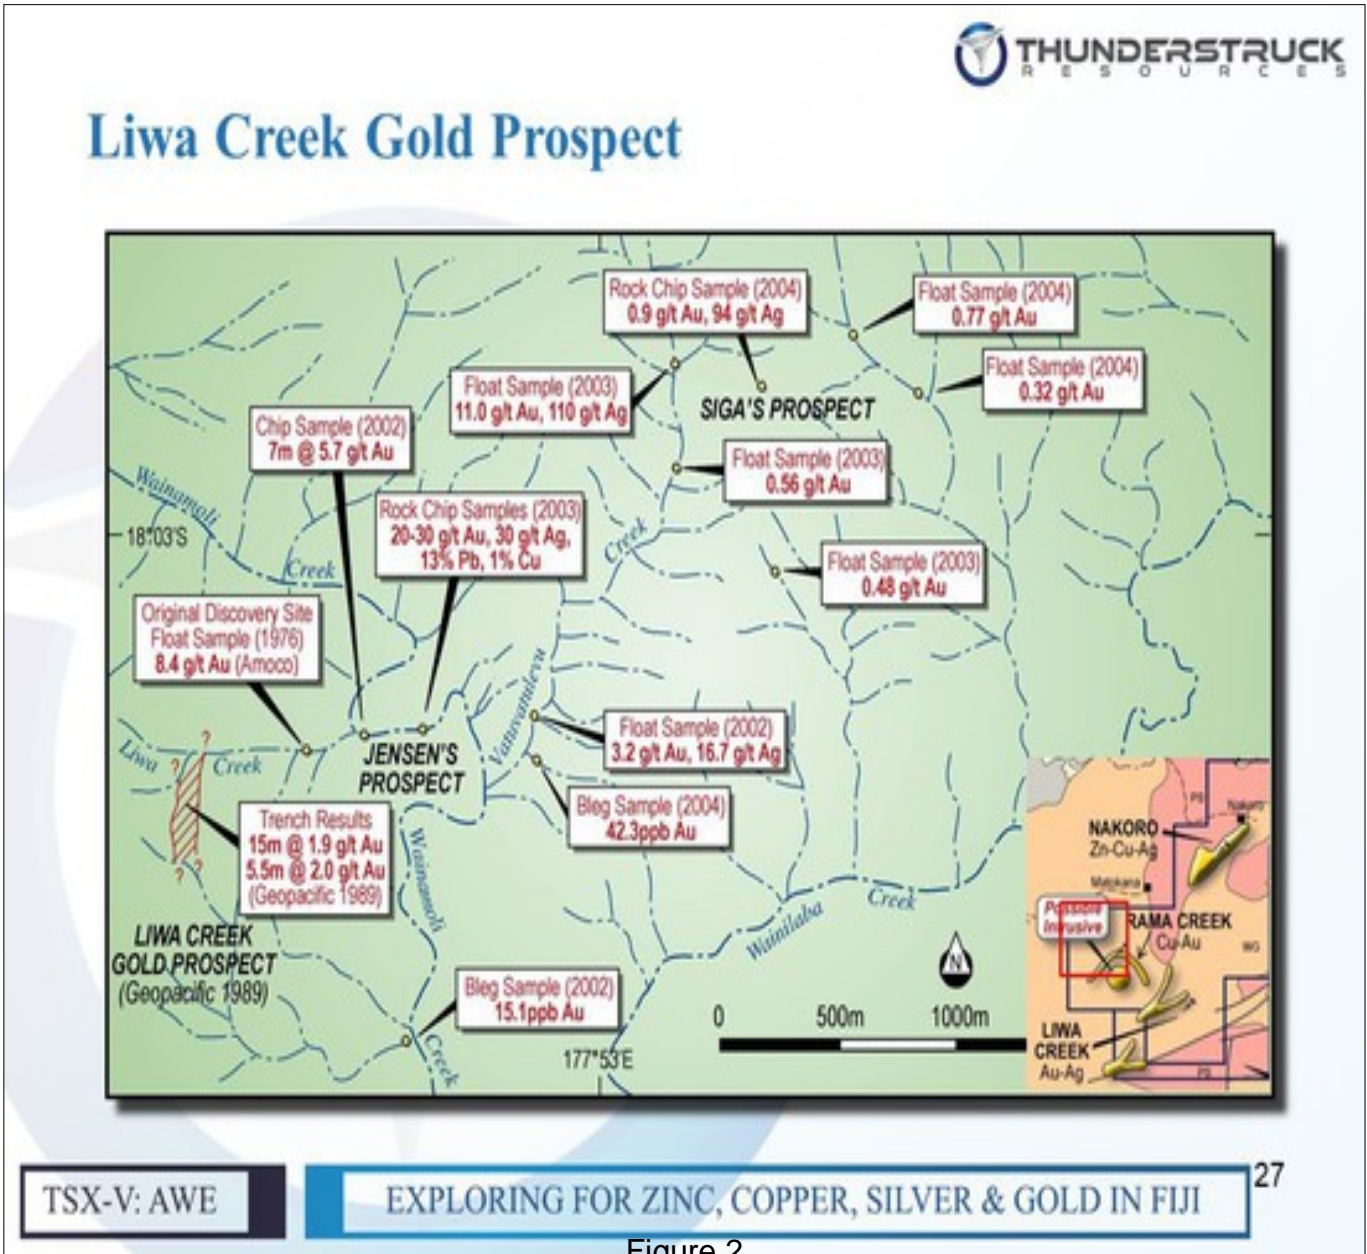 THUNDERSTRUCK
RESOURCES
Liwa Creek Gold Prospect
Rock Chip Sample (2004)
0.9 g/t Au, 94 g/t Ag
Float Sample (2004)
0.77 g/t Au
Float Sample (2004)
0.32 g/t Au
Float Sample (2003)
11.0 g/t Au, 110 g/t Ag
SIGA'S PROSPECT
Chip Sample (2002)
7m @ 5.7 g/t Au
Float Sample (2003)
0.56 g/t Au
Wainamoli
Creek
18°03'S
Rock Chip Samples (2003)
20-30 g/t Au, 30 g/t Ag,
13% Pb, 1% Cu
Creek
Float Sample (2003)
0.48 g/t Au
Original Discovery Site
Float Sample (1976)
8.4 g/t Au (Amoco)
Float Sample (2002)
3.2 g/t Au, 16.7 g/t Ag
JENSEN'S
PROSPECT
Liwa
Creek
?
?
?
?
Bleg Sample (2004)
42.3ppb Au
Trench Results
15m @ 1.9 g/t Au
5.5m @ 2.0 g/t Au
(Geopacific 1989)
Wainamoli
Creek
Wainilaba
Creek
LIWA CREEK
GOLD PROSPECT
(Geopacific 1989)
Bleg Sample (2002)
15.1ppb Au
177°53'E
N
0
500m
1000m
NAKORO
Zn-Cu-Ag
Nakoro
Possible
Intrusive
RAMA CREEK
Cu-Au
LIWA
CREEK
Au-Ag
TSX-V: AWE
EXPLORING FOR ZINC, COPPER, SILVER & GOLD IN FIJI
27
Figure 2